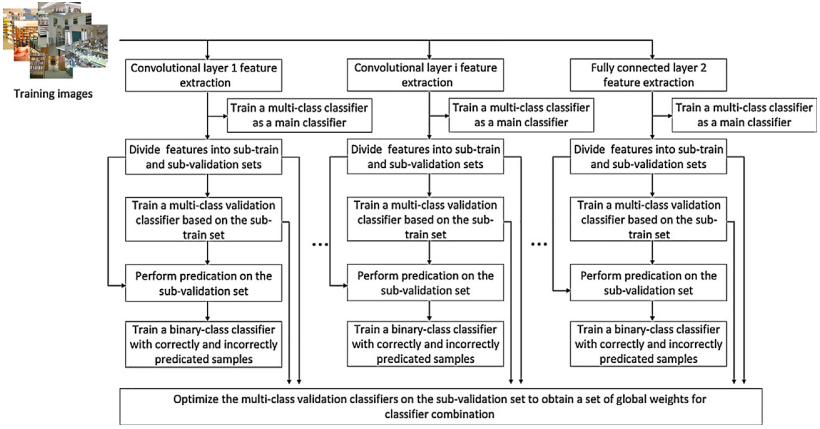 Training images
Convolutional layer 1 feature
extraction
Train a multi-class classifier
as a main classifier
Divide features into sub-train
and sub-validation sets
Train a multi-class validation
classifier based on the sub-
train set
Perform predication on the
sub-validation set
Train a binary-class classifier
with correctly and incorrectly
predicated samples
...
Convolutional layer i feature
extraction
Train a multi-class classifier
as a main classifier
Divide features into sub-train
and sub-validation sets
Train a multi-class validation
classifier based on the sub-
train set
Perform predication on the
sub-validation set
Train a binary-class classifier
with correctly and incorrectly
predicated samples
...
Fully connected layer 2
feature extraction
Train a multi-class classifier
as a main classifier
Divide features into sub-train
and sub-validation sets
Train a multi-class validation
classifier based on the sub-
train set
Perform predication on the
sub-validation set
Train a binary-class classifier
with correctly and incorrectly
predicated samples
Optimize the multi-class validation classifiers on the sub-validation set to obtain a set of global weights for
classifier combination